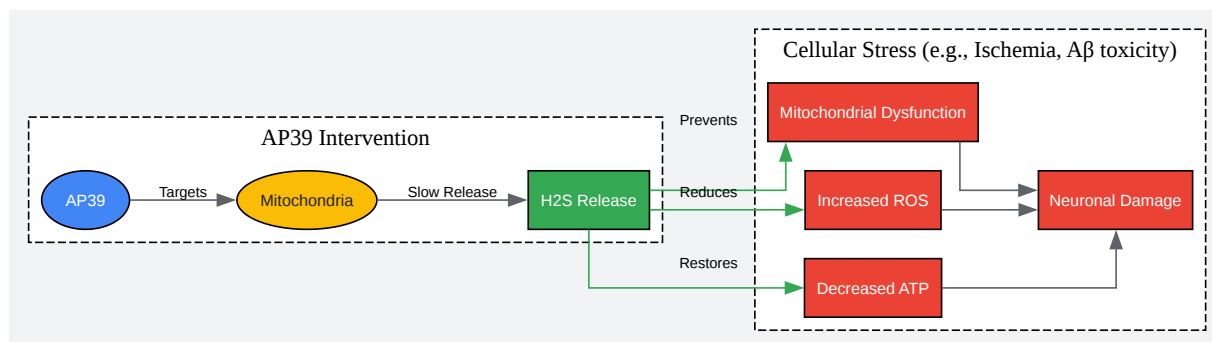 Cellular Stress (e.g., Ischemia, Aβ toxicity)
Mitochondrial Dysfunction
Prevents
AP39 Intervention
AP39
Targets
Mitochondria
Slow Release
H2S Release
Reduces
Increased ROS
Neuronal Damage
Restores
Decreased ATP